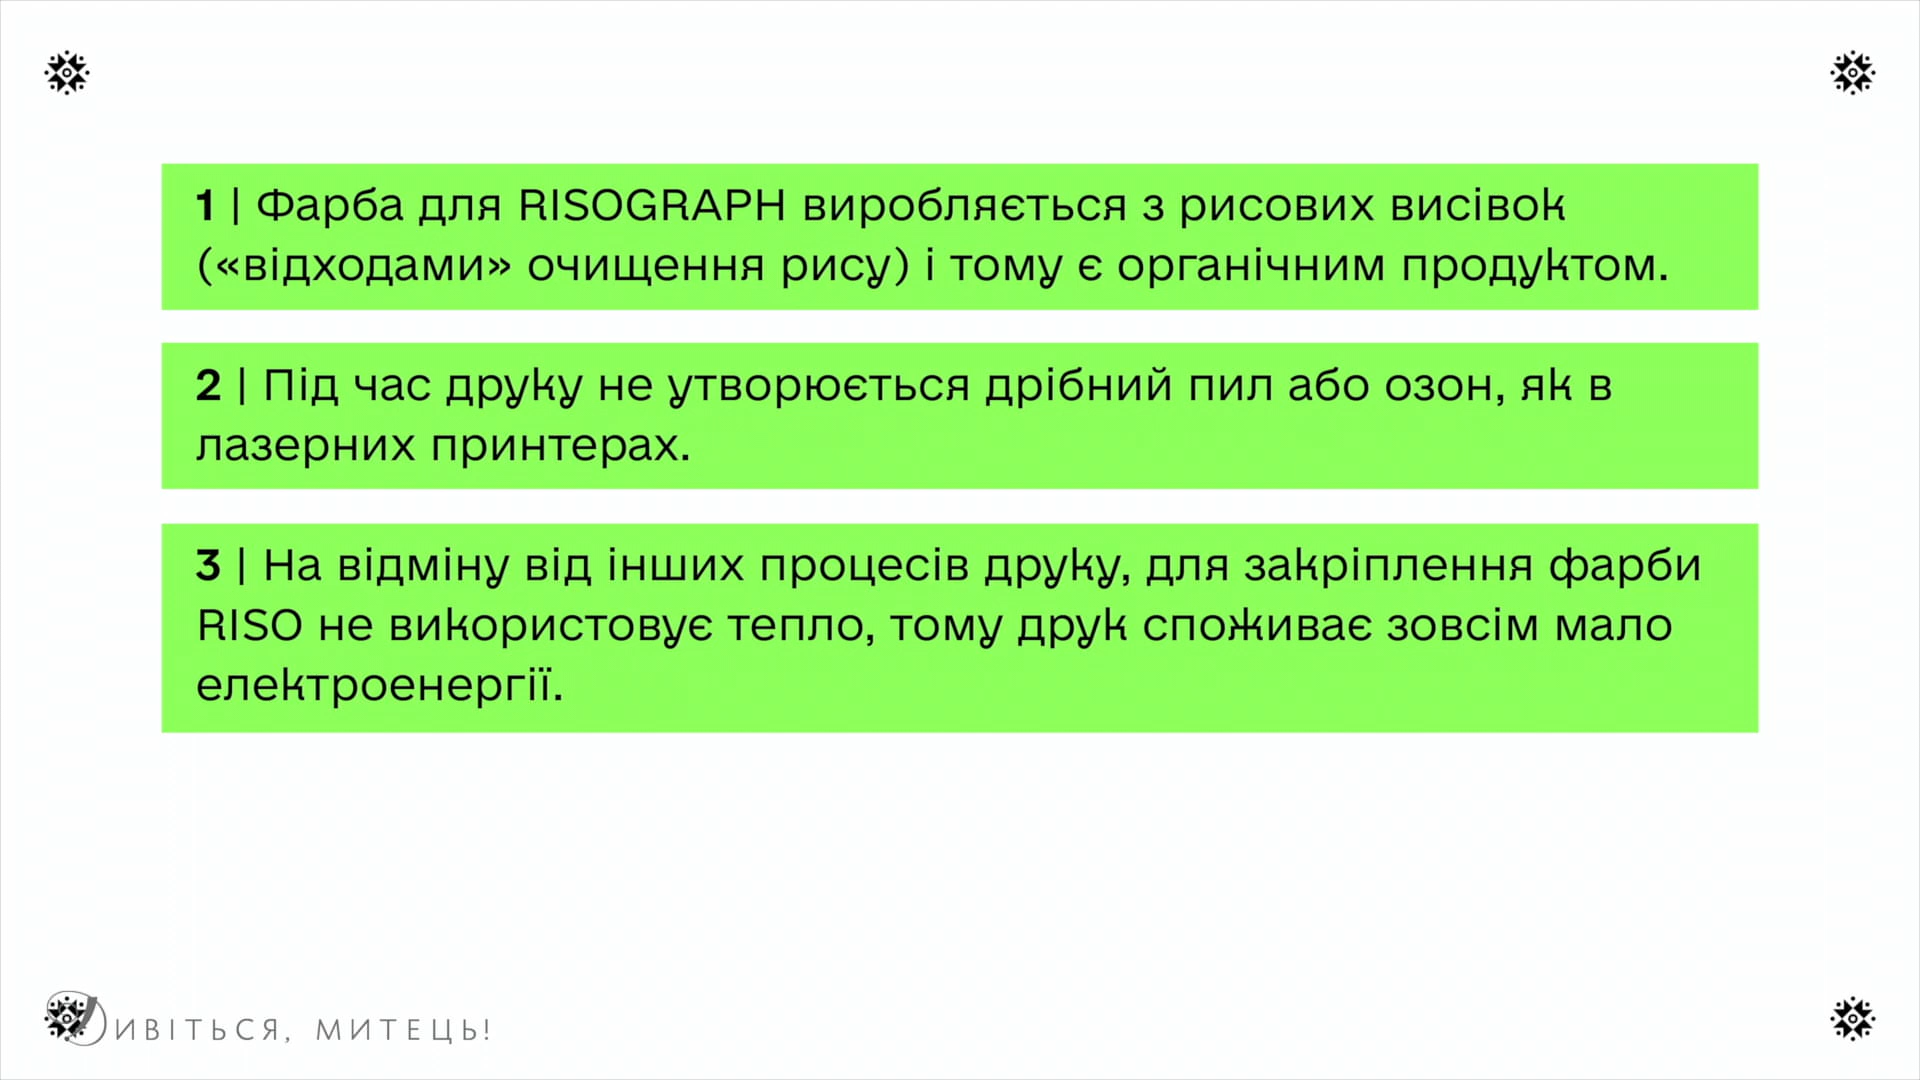 1 | Фарба для RISOGRAPH виробляється з рисових висівок
(«відходами» очищення рису) і тому є органічним продуктом.
2 | Під час друку не утворюється дрібний пил або озон, як в
лазерних принтерах.
3 | На відміну від інших процесів друку, для закріплення фарби
RISO не використовує тепло, тому друк споживає зовсім мало
електроенергії.
ДИВІТЬСЯ, МИТЕЦЬ!